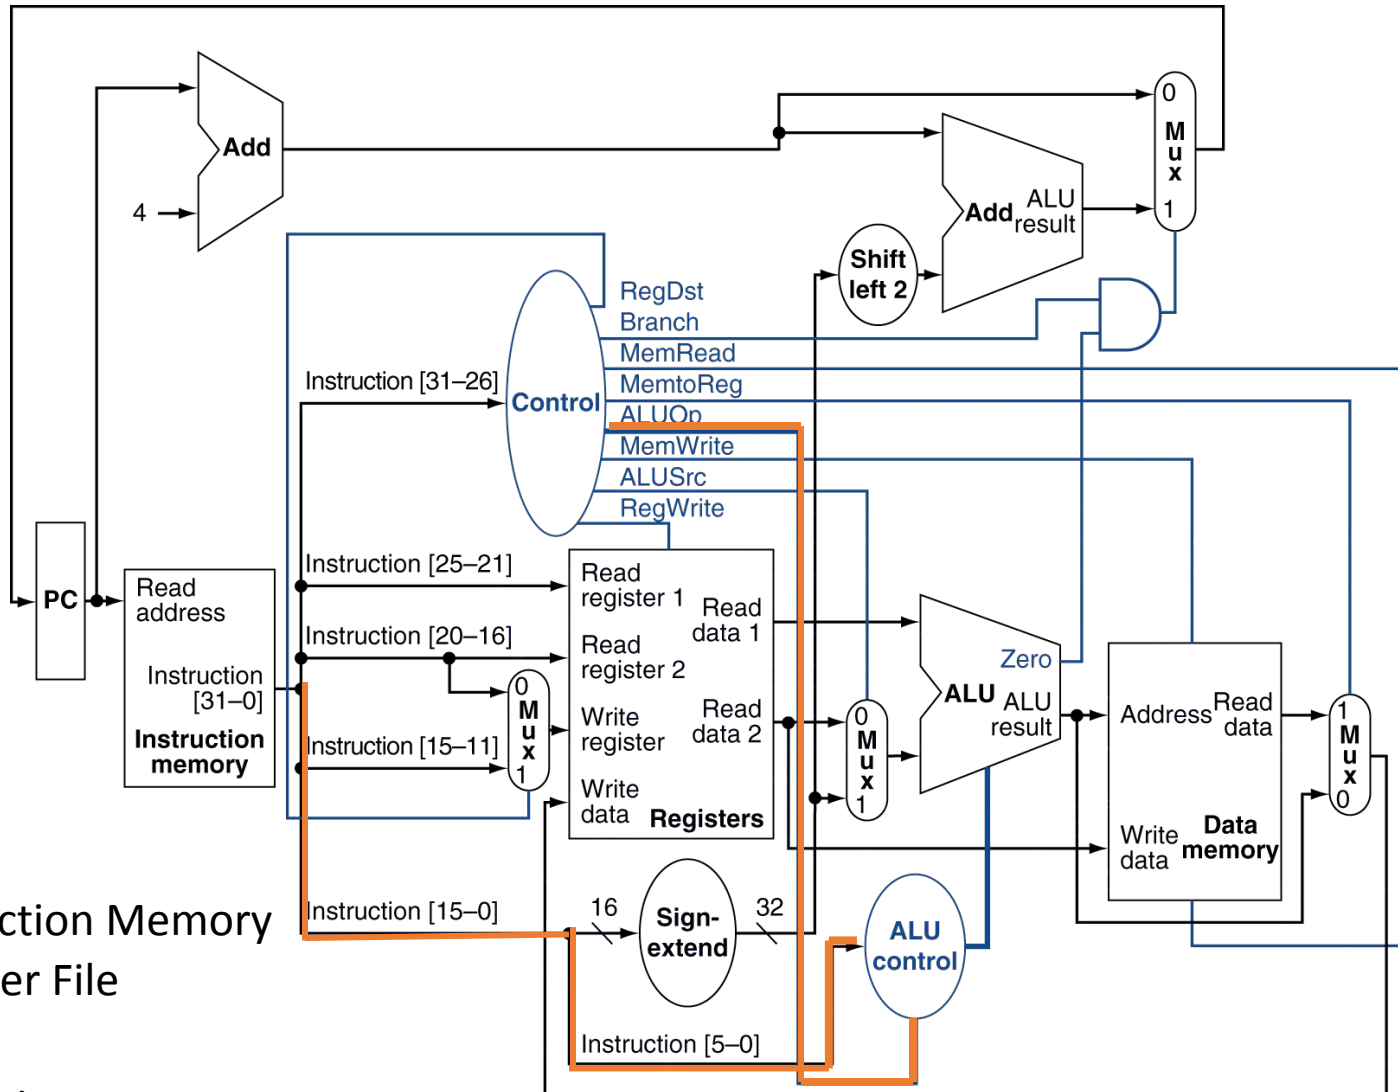 0
M
u
x
1
Add
4
Add
ALU
result
Shift
left 2
RegDst
Branch
MemRead
MemtoReg
ALUOp
MemWrite
ALUSrc
RegWrite
Control
Instruction [31–26]
Instruction [25–21]
Instruction [20–16]
Instruction [15–11]
PC
Read
address
Instruction
[31–0]
Instruction
memory
0
M
u
x
1
Read
register 1
Read
register 2
Write
register
Write
data
Read
data 1
Read
data 2
Registers
0
M
u
x
1
Zero
ALU
ALU
result
Address
Read
data
Write
data
Data
memory
1
M
u
x
0
Instruction [15–0]
16
Sign-
extend
32
ALU
control
Instruction [5–0]
ction Memory
er File